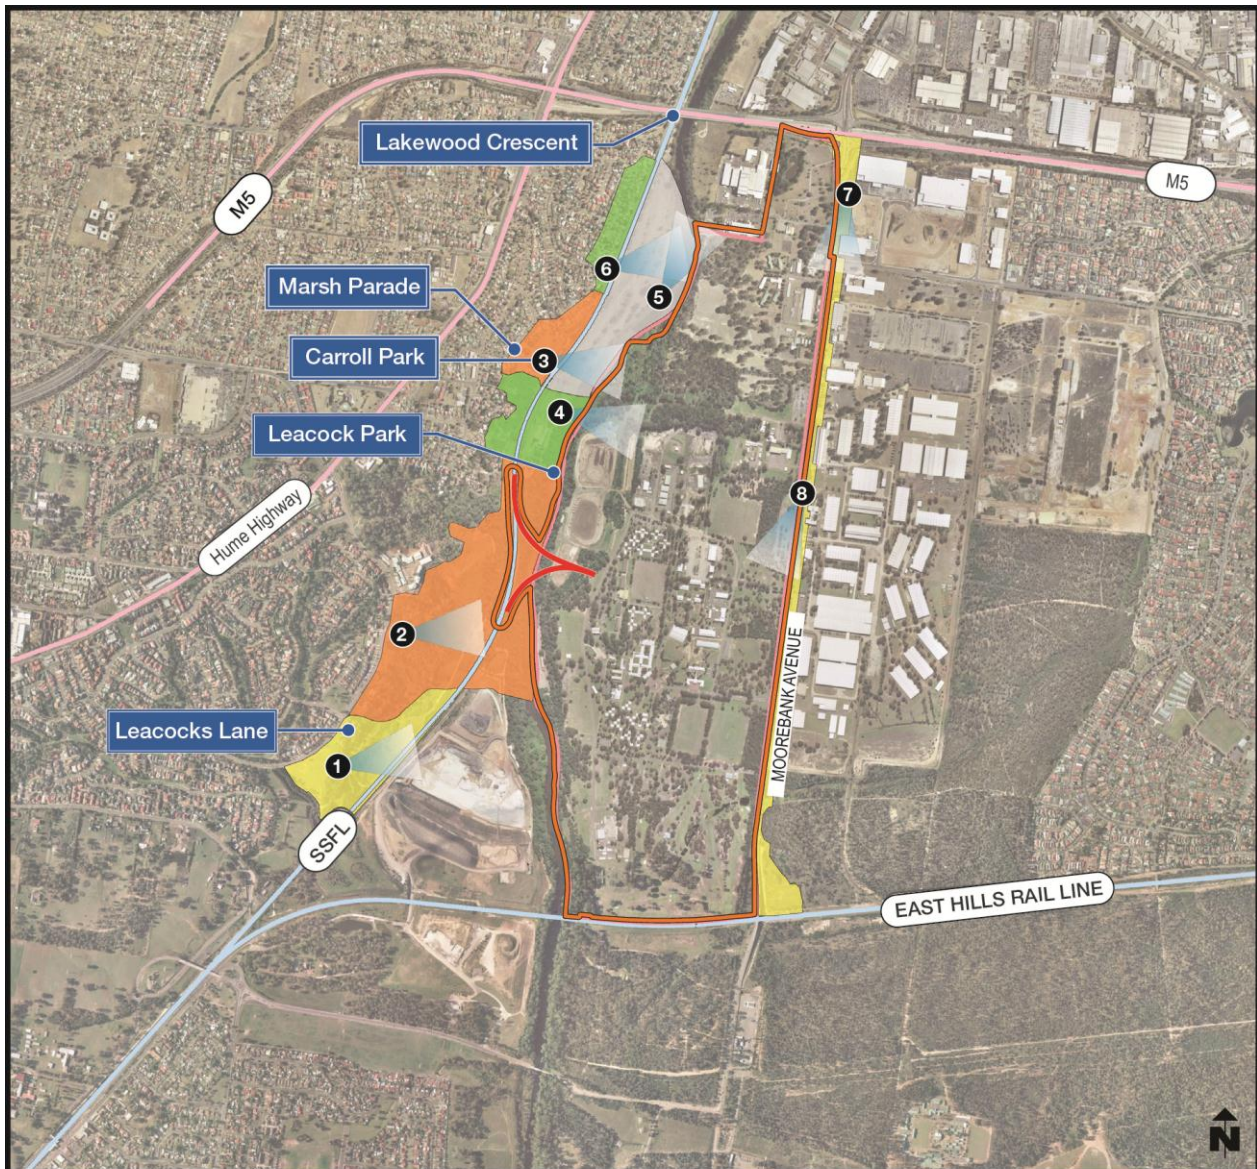 Lakewood Crescent
M5
M5
7
6
Marsh Parade
5
Carroll Park
3
4
Leacock Park
8
Hume Highway
2
MOOREBANK AVENUE
Leacocks Lane
1
SSFL
EAST HILLS RAIL LINE
N